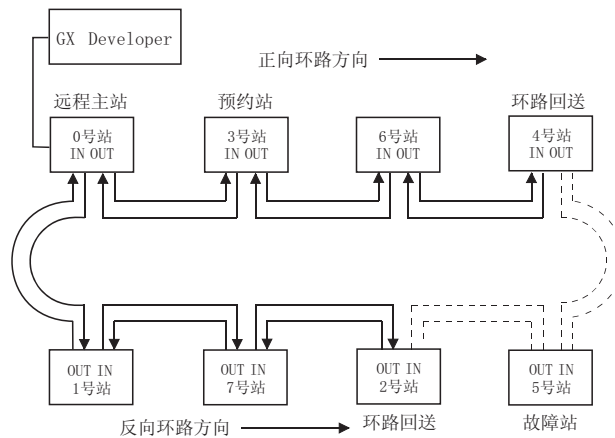 GX Developer
正向环路方向
远程主站
预约站
环路回送
0号站
IN OUT
3号站
IN OUT
6号站
IN OUT
4号站
IN OUT
OUT IN
1号站
OUT IN
7号站
OUT IN
2号站
OUT IN
5号站
反向环路方向
环路回送
故障站